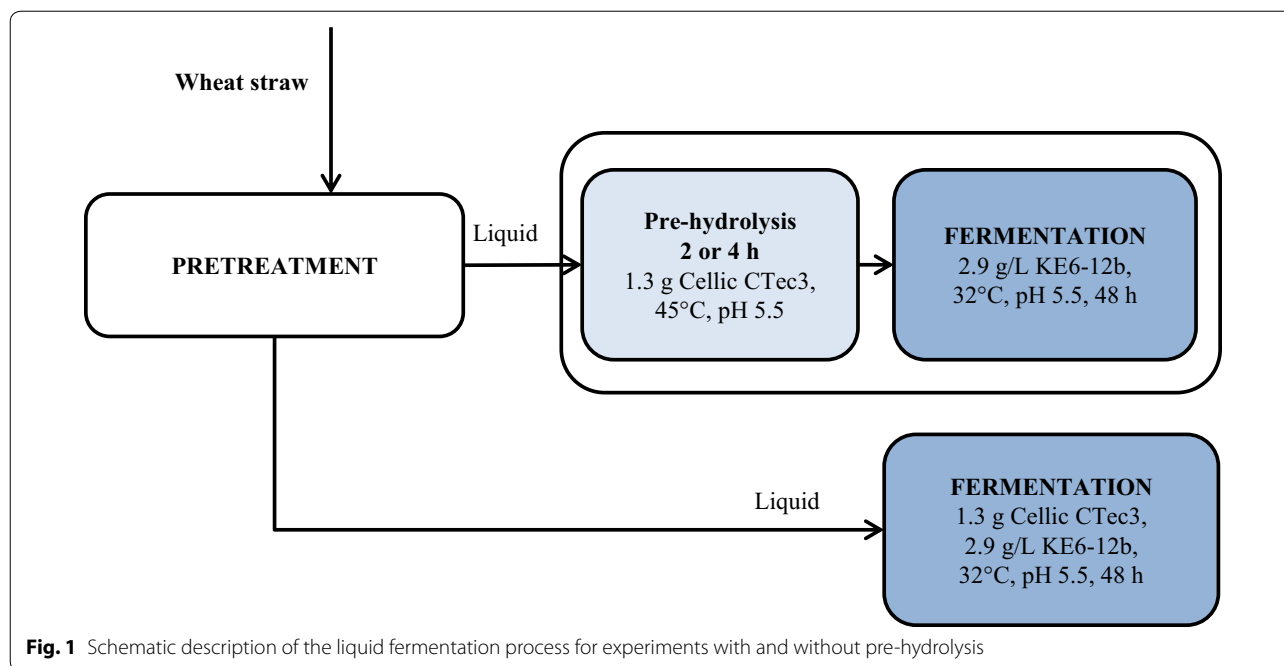 Wheat straw
PRETREATMENT
Liquid
Pre-hydrolysis
2 or 4 h
1.3 g Cellic CTec3,
45°C, pH 5.5
FERMENTATION
2.9 g/L KE6-12b,
32°C, pH 5.5, 48 h
Liquid
FERMENTATION
1.3 g Cellic CTec3,
2.9 g/L KE6-12b,
32°C, pH 5.5, 48 h
Fig. 1 Schematic description of the liquid fermentation process for experiments with and without pre-hydrolysis